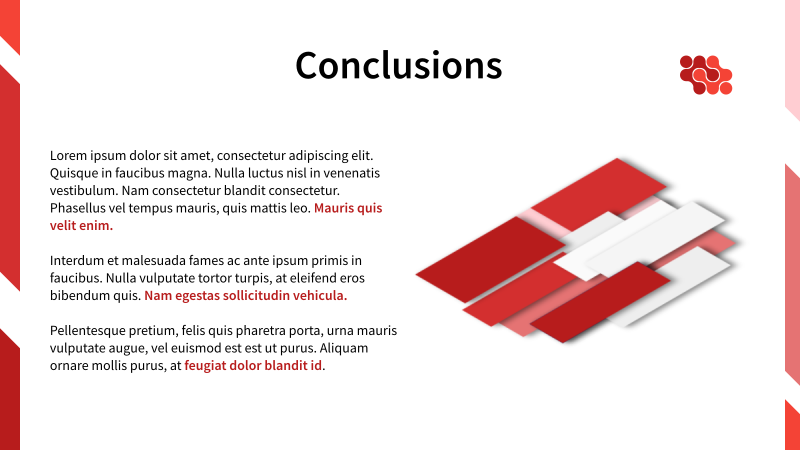 Conclusions
Lorem ipsum dolor sit amet, consectetur adipiscing elit.
Quisque in faucibus magna. Nulla luctus nisl in venenatis
vestibulum. Nam consectetur blandit consectetur.
Phasellus vel tempus mauris, quis mattis leo. Mauris quis
velit enim.
Interdum et malesuada fames ac ante ipsum primis in
faucibus. Nulla vulputate tortor turpis, at eleifend eros
bibendum quis. Nam egestas sollicitudin vehicula.
Pellentesque pretium, felis quis pharetra porta, urna mauris
vulputate augue, vel euismod est est ut purus. Aliquam
ornare mollis purus, at feugiat dolor blandit id.